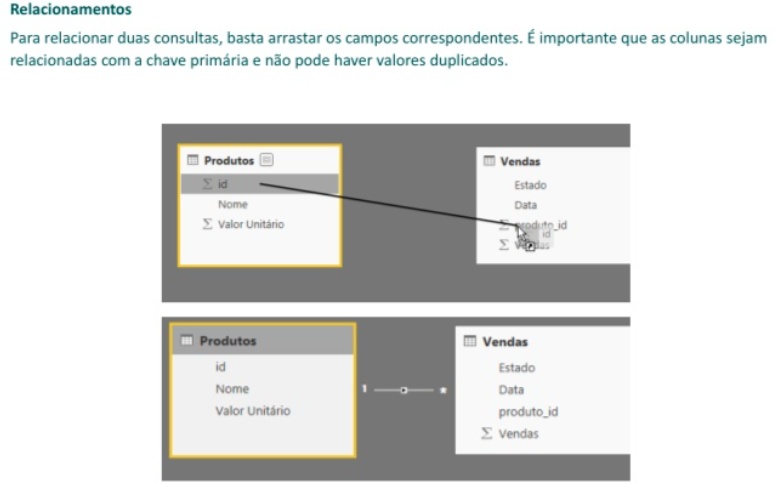 Relacionamentos
Para relacionar duas consultas, basta arrastar os campos correspondentes. É importante que as colunas sejam
relacionadas com a chave primária e não pode haver valores duplicados.
Produtos
Σ id
Nome
Σ Valor Unitário
Vendas
Estado
Data
Σ produto_id
id
Σ Vendas
Produtos
id
Nome
Valor Unitário
1 *
Vendas
Estado
Data
produto_id
Σ Vendas